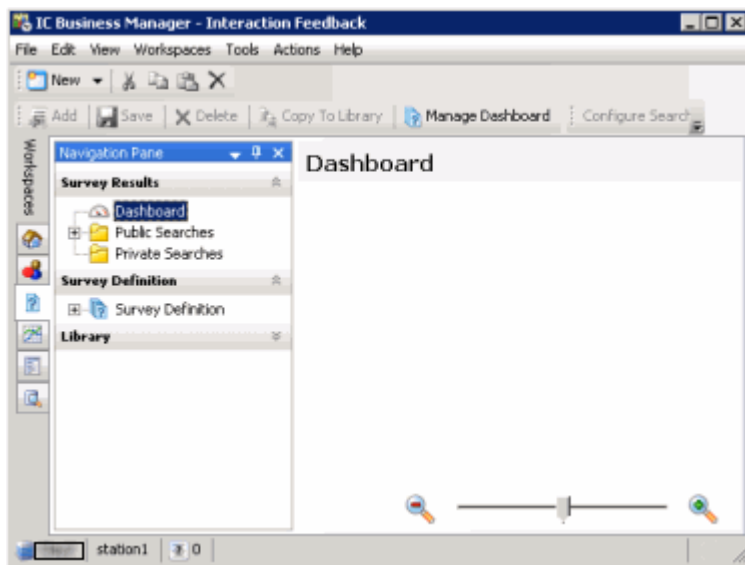 IC Business Manager - Interaction Feedback
File Edit View Workspaces Tools Actions Help
New
Add Save Delete Copy To Library Manage Dashboard Configure Search
Workspaces
Navigation Pane
Dashboard
Survey Results
Dashboard
Public Searches
Private Searches
Survey Definition
Survey Definition
Library
station1 0